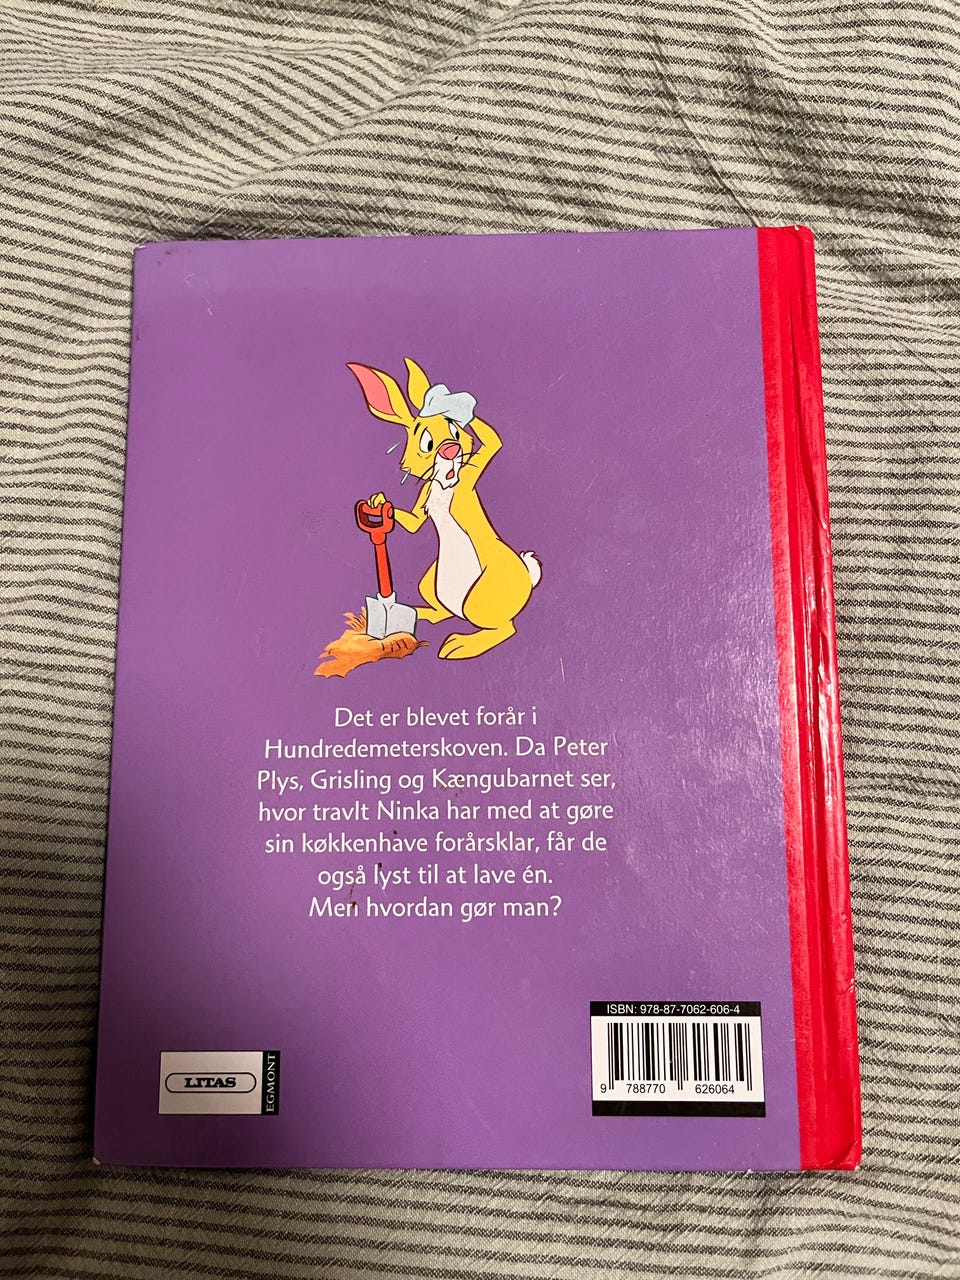 Det er blevet forår i
Hundredemeterskoven. Da Peter
Plys, Grisling og Kængubarnet ser,
hvor travlt Ninka har med at gøre
sin køkkenhave forårsklar, får de
også lyst til at lave én.
Men hvordan gør man?
ISBN: 978-87-7062-606-4
9 788770 626064
LITAS
EGMONT